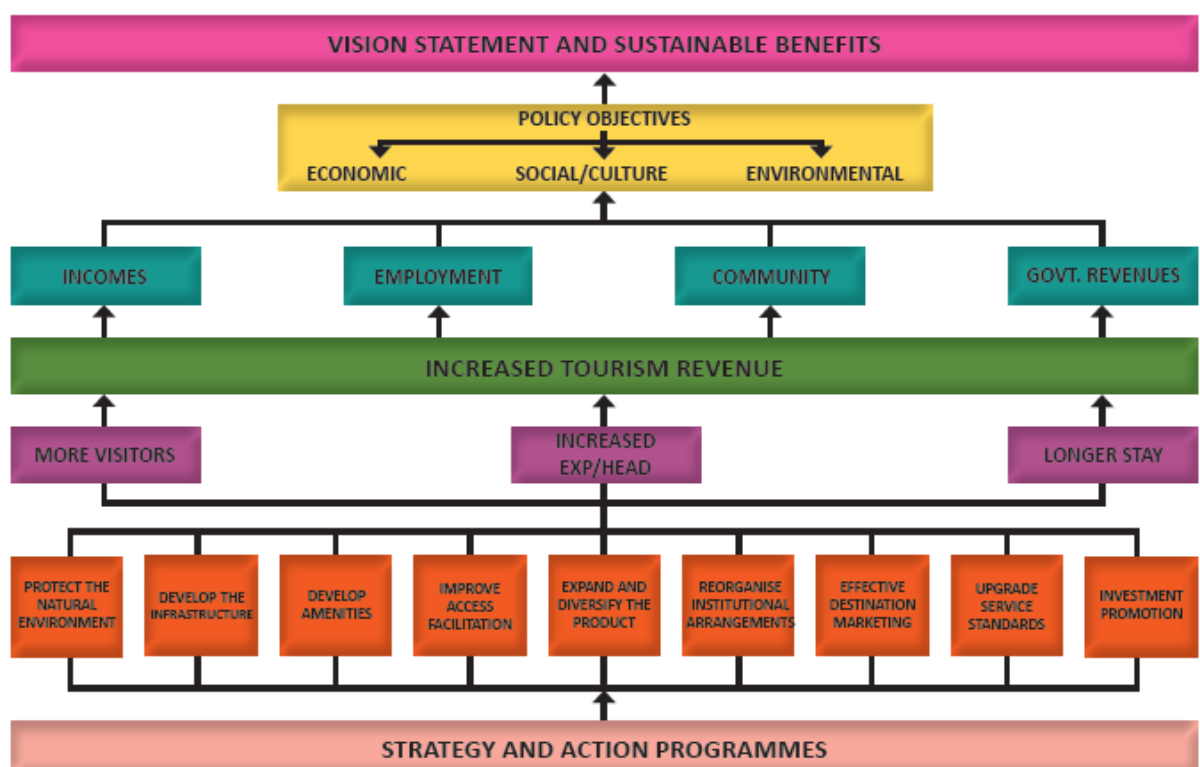 VISION STATEMENT AND SUSTAINABLE BENEFITS
POLICY OBJECTIVES
ECONOMIC
SOCIAL/CULTURE
ENVIRONMENTAL
INCOMES
EMPLOYMENT
COMMUNITY
GOVT. REVENUES
INCREASED TOURISM REVENUE
MORE VISITORS
INCREASED
EXP/HEAD
LONGER STAY
PROTECT THE
NATURAL
ENVIRONMENT
DEVELOP THE
INFRASTRUCTURE
DEVELOP
AMENITIES
IMPROVE
ACCESS
FACILITATION
EXPAND AND
DIVERSIFY THE
PRODUCT
REORGANISE
INSTITUTIONAL
ARRANGEMENTS
EFFECTIVE
DESTINATION
MARKETING
UPGRADE
SERVICE
STANDARDS
INVESTMENT
PROMOTION
STRATEGY AND ACTION PROGRAMMES